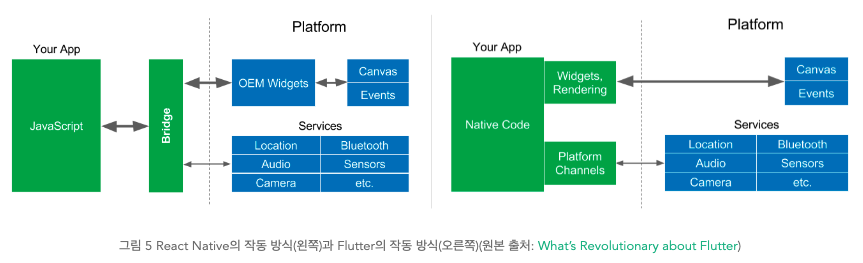 Platform
Your App
JavaScript
Bridge
OEM Widgets
Canvas
Events
Services
Location
Bluetooth
Audio
Sensors
Camera
etc.
Platform
Your App
Native Code
Widgets,
Rendering
Platform
Channels
Canvas
Events
Services
Location
Bluetooth
Audio
Sensors
Camera
etc.
그림 5 React Native의 작동 방식(왼쪽)과 Flutter의 작동 방식(오른쪽)(원본 출처: What's Revolutionary about Flutter)